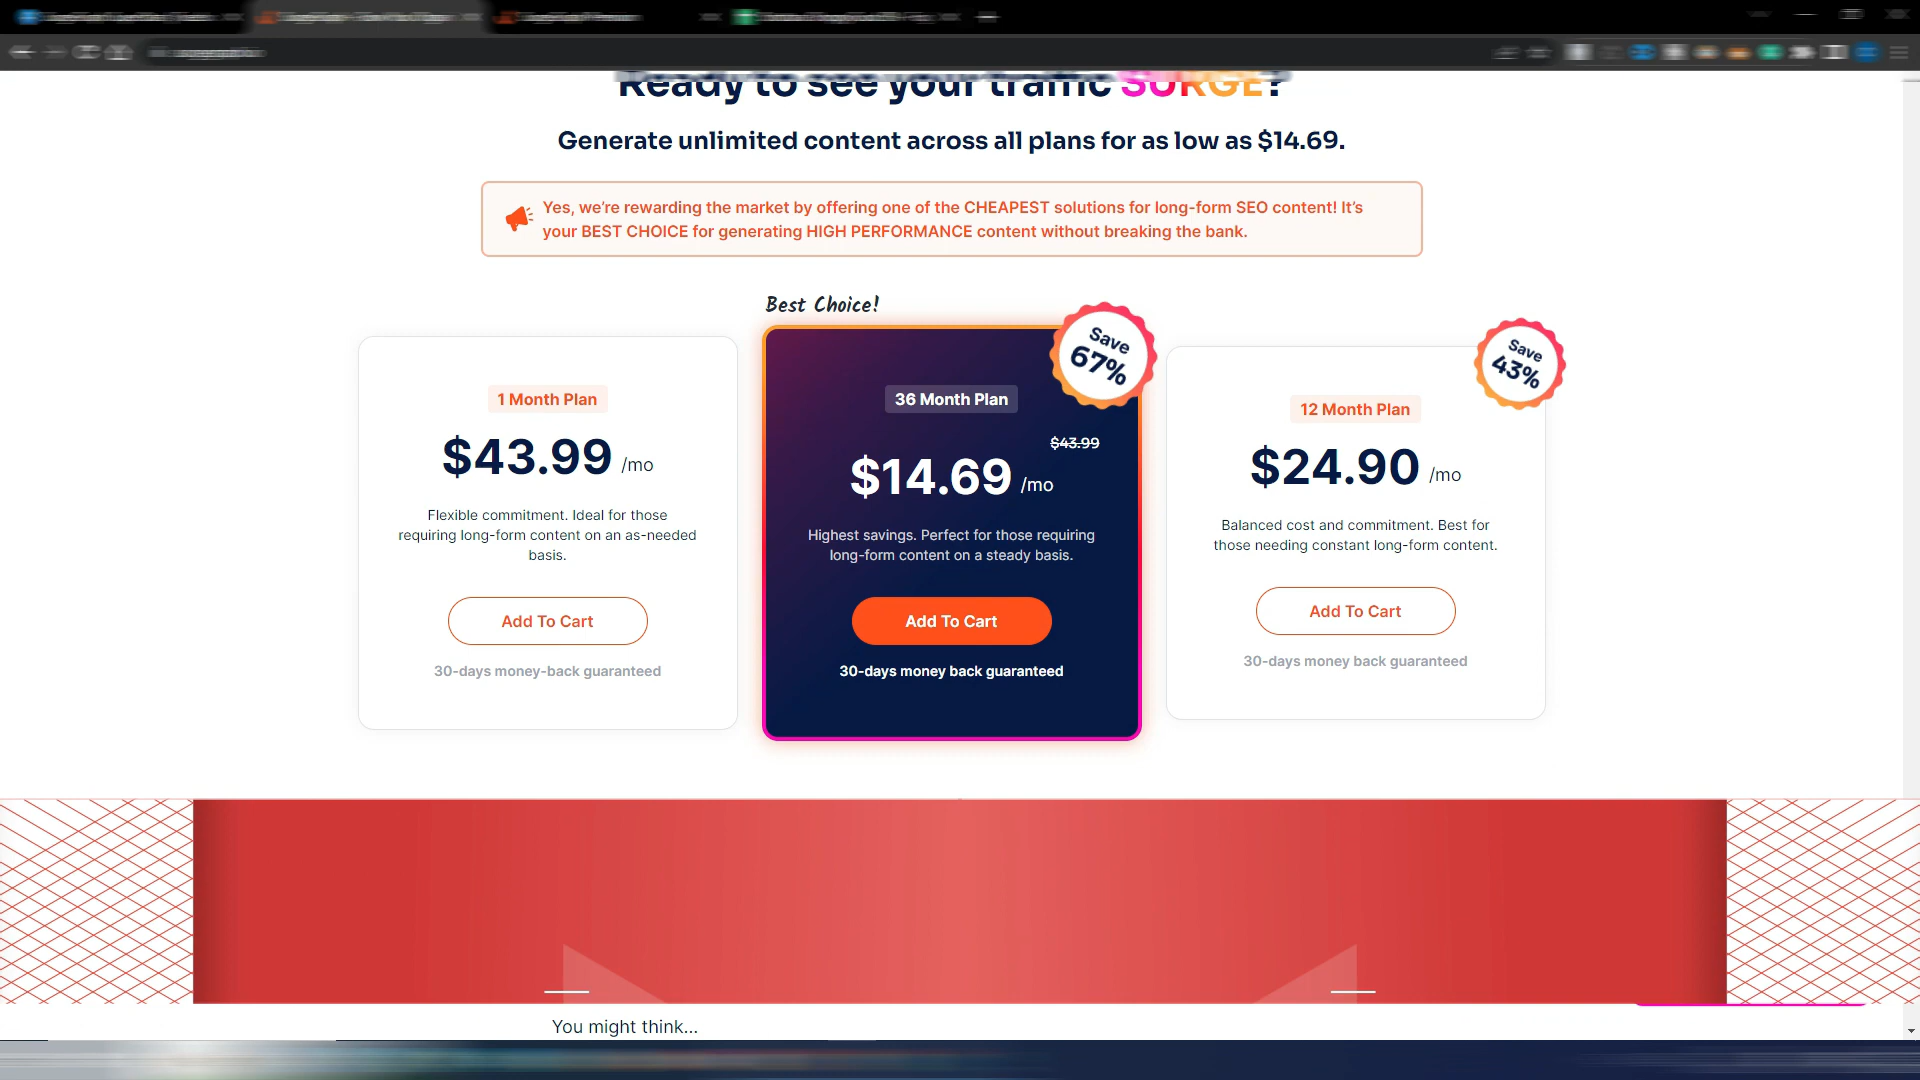 Ready to see your traffic SURGE?
Generate unlimited content across all plans for as low as $14.69.
Yes, we’re rewarding the market by offering one of the CHEAPEST solutions for long-form SEO content! It’s
your BEST CHOICE for generating HIGH PERFORMANCE content without breaking the bank.
Best Choice!
1 Month Plan
$43.99 /mo
Flexible commitment. Ideal for those
requiring long-form content on an as-needed
basis.
Add To Cart
30-days money-back guaranteed
Save
67%
36 Month Plan
$43.99
$14.69 /mo
Highest savings. Perfect for those requiring
long-form content on a steady basis.
Add To Cart
30-days money back guaranteed
Save
43%
12 Month Plan
$24.90 /mo
Balanced cost and commitment. Best for
those needing constant long-form content.
Add To Cart
30-days money back guaranteed
You might think...